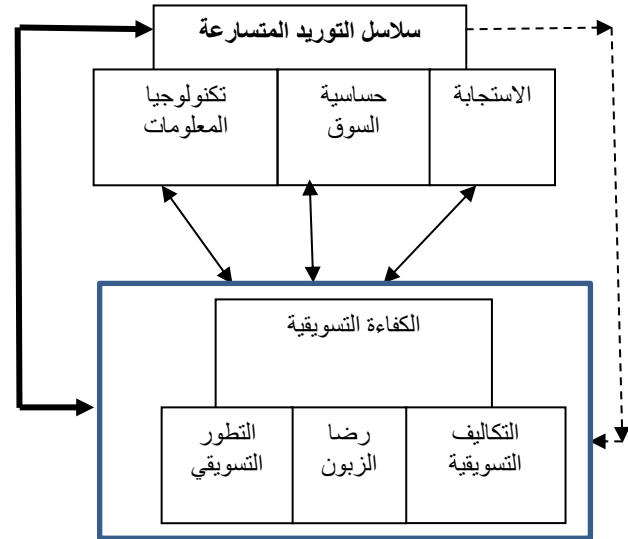 سلاسل التوريد المتسارعة
الاستجابة
حساسية
السوق
تكنولوجيا
المعلومات
الكفاءة التسويقية
التكاليف
التسويقية
رضا
الزبون
التطور
التسويقي